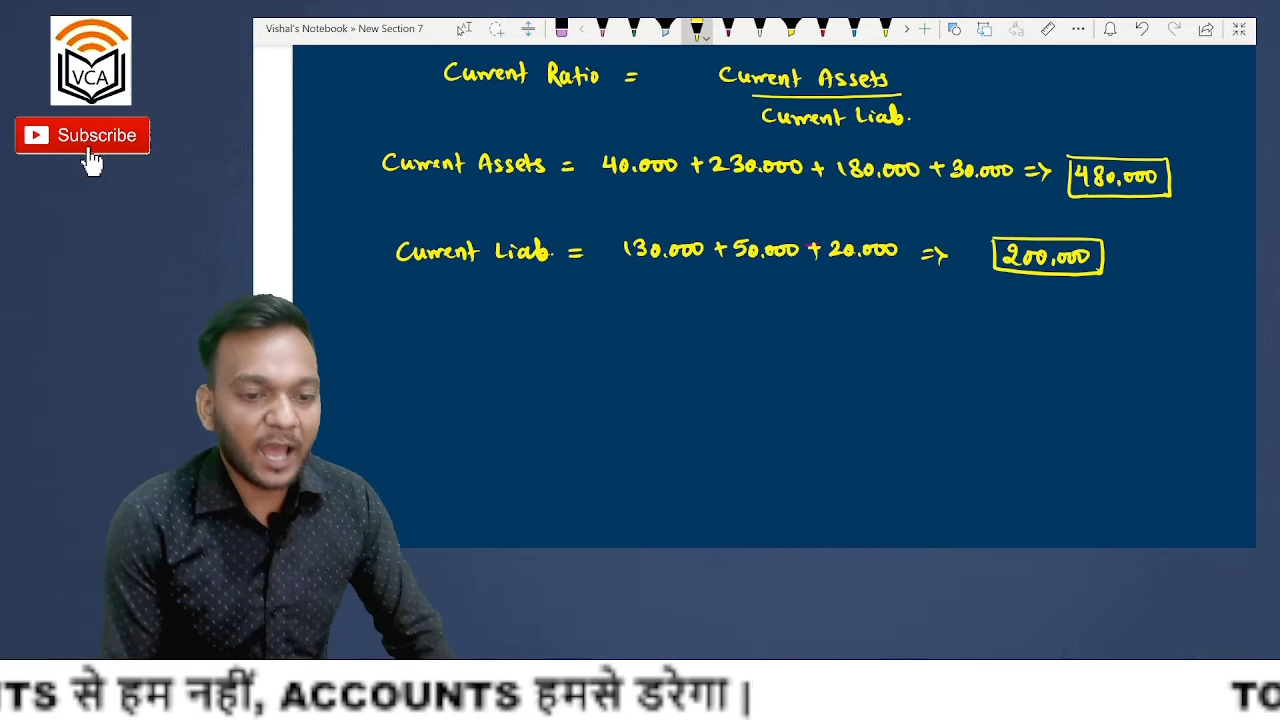 VCA
Subscribe
Vishal's Notebook » New Section 7
Current Ratio = Current Assets
Current Liab.
Current Assets = 40.000 + 230.000 + 180.000 + 30.000 => 480,000
Current Liab. = 130.000 + 50.000 + 20.000 => 200,000
TS से हम नहीं, ACCOUNTS हमसे डरेगा |
TO